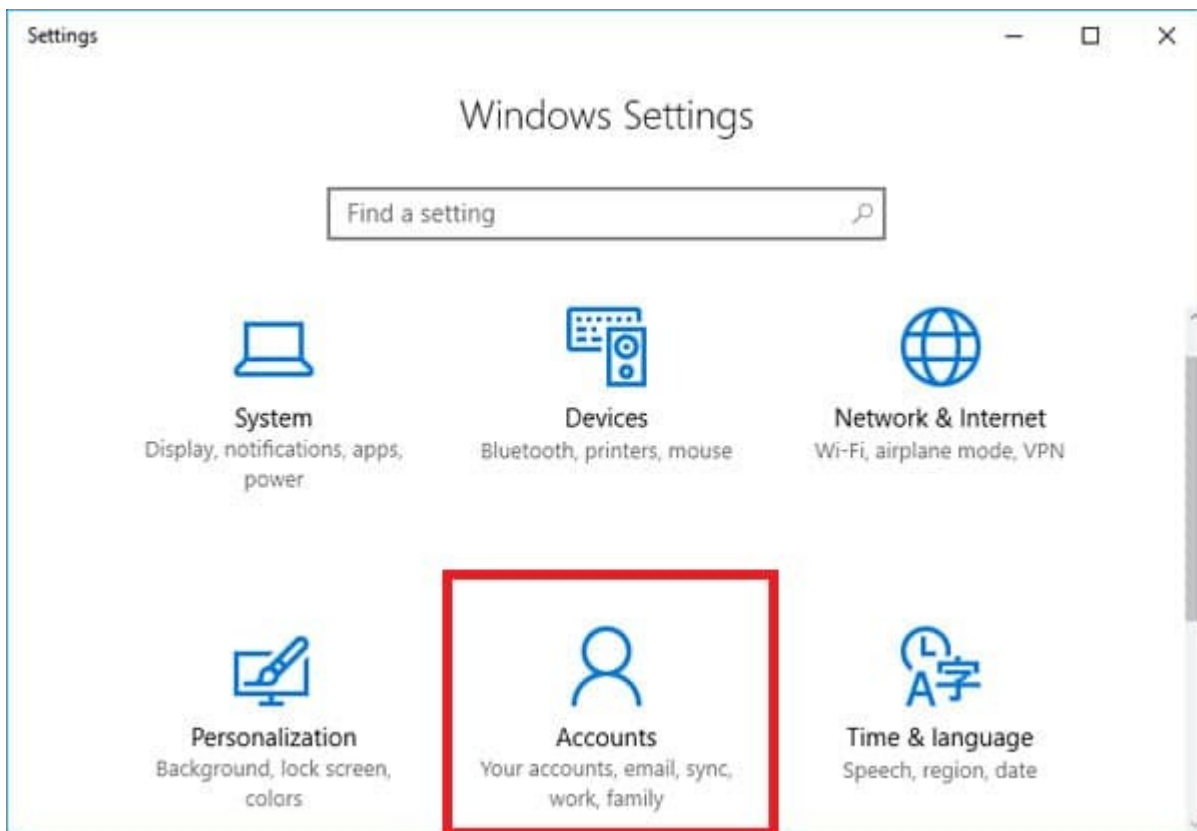 Settings
Windows Settings
Find a setting
System
Display, notifications, apps,
power
Devices
Bluetooth, printers, mouse
Network & Internet
Wi-Fi, airplane mode, VPN
Personalization
Background, lock screen,
colors
Accounts
Your accounts, email, sync,
work, family
A字
Time & language
Speech, region, date